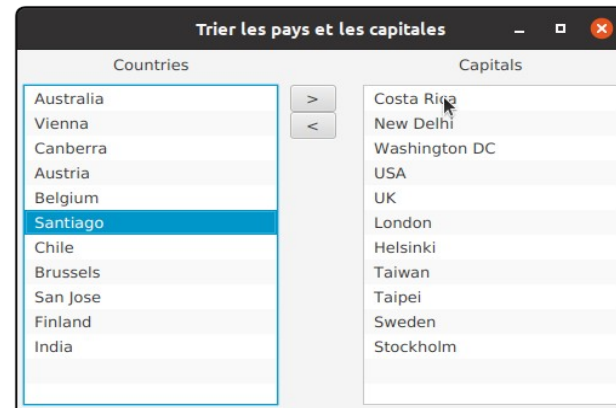 Trier les pays et les capitales
Countries
Capitals
Australia
Vienna
Canberra
Austria
Belgium
Santiago
Chile
Brussels
San Jose
Finland
India
>
<
Costa Rica
New Delhi
Washington DC
USA
UK
London
Helsinki
Taiwan
Taipei
Sweden
Stockholm